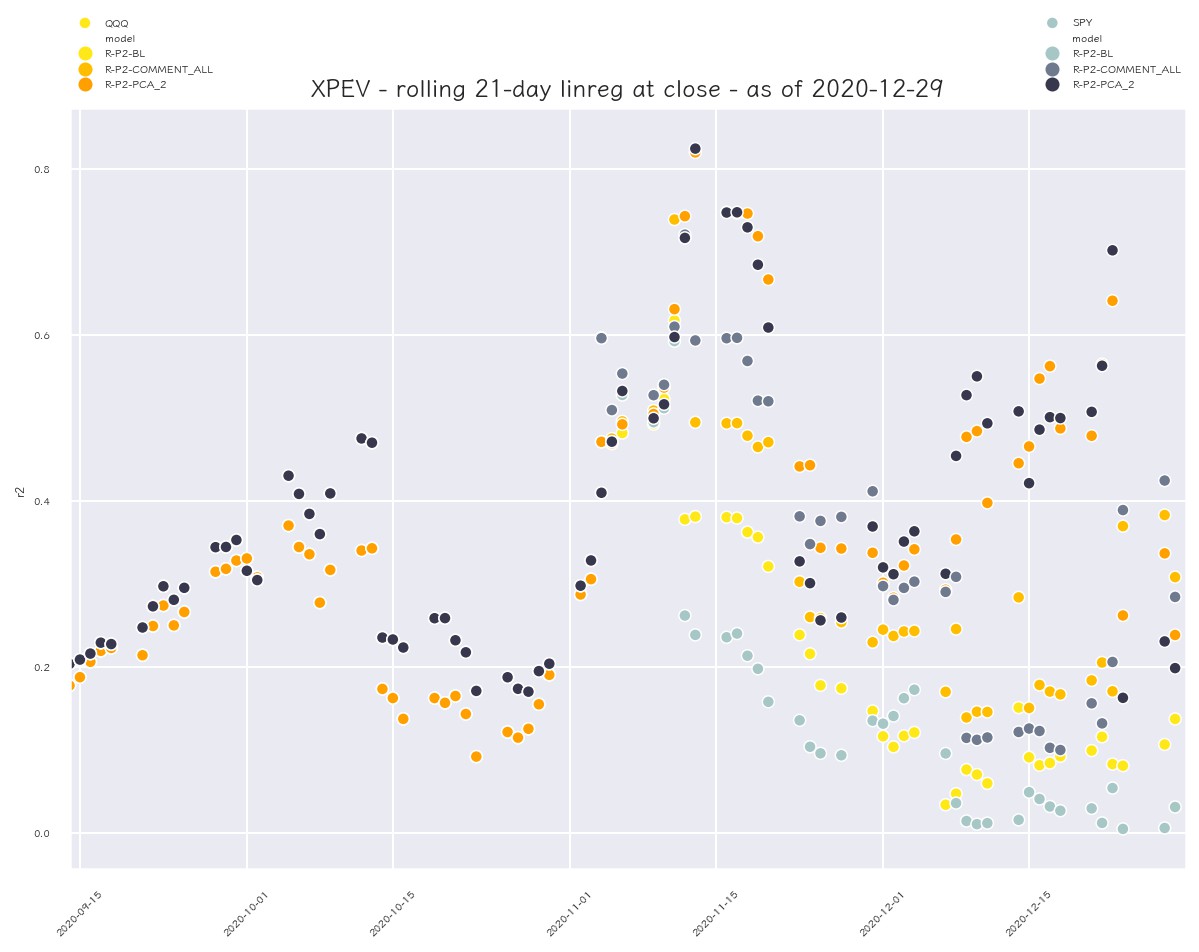 QQQ
model
R-P2-BL
R-P2-COMMENT_ALL
R-P2-PCA_2
SPY
model
R-P2-BL
R-P2-COMMENT_ALL
R-P2-PCA_2
XPEV - rolling 21-day linreg at close - as of 2020-12-29
0.8
0.6
0.4
0.2
0.0
r2
2020-09-15
2020-10-01
2020-10-15
2020-11-01
2020-11-15
2020-12-01
2020-12-15